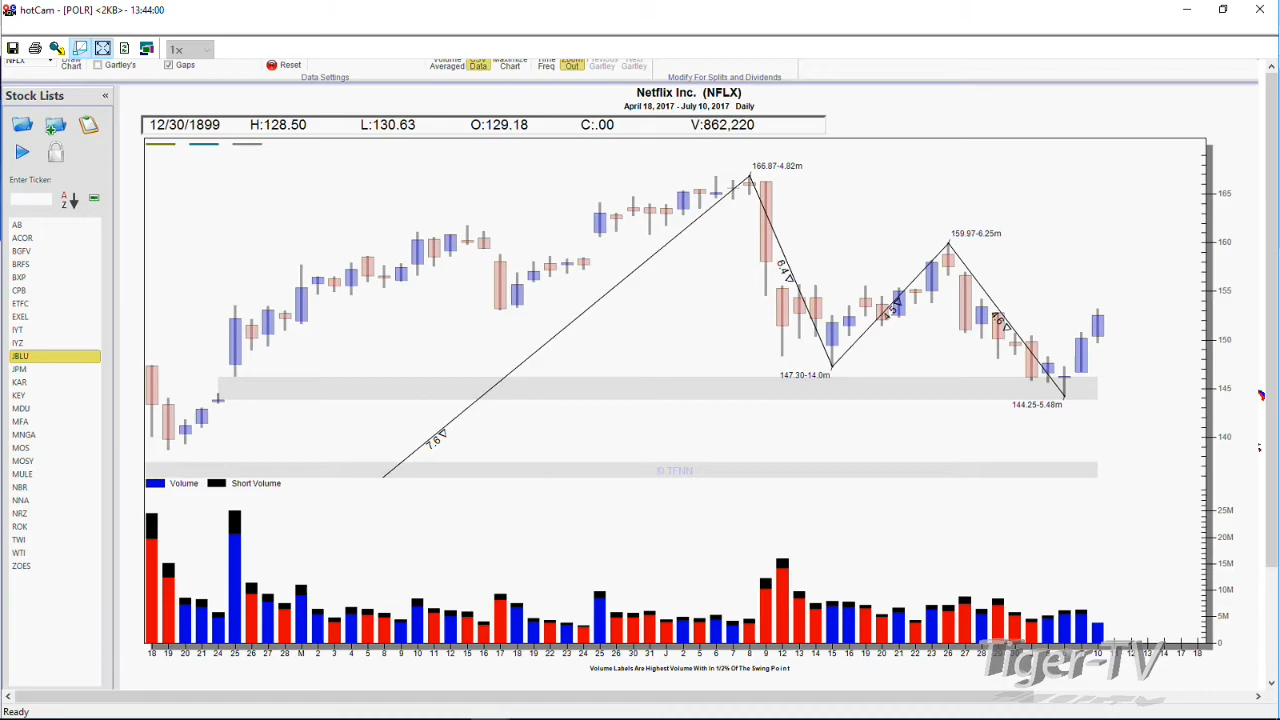 hotCam - [POLR] <2KB> - 13:44:00
1x
NFLX
Chart
Gartley's
Gaps
Reset
Data Settings
Averaged
Data
Chart
Freq
Zoom
Out
Gartley
Gartley
Modify For Splits and Dividends
Stock Lists «
Netflix Inc. (NFLX)
April 18, 2017 - July 10, 2017 Daily
12/30/1899 H:128.50 L:130.63 O:129.18 C:.00 V:862,220
Enter Ticker:
A
Z
AB
ACOR
BGFV
BRFS
BXP
CPB
ETFC
EXEL
IYT
IYZ
JBLU
JPM
KAR
KEY
MDU
MFA
MNGA
MOS
MOSY
MULE
NBR
NNA
NRZ
ROK
TWI
WTI
ZOES
166.87-4.82m
159.97-6.25m
147.30-14.0m
144.25-5.48m
7.6
6.4
4.5
4.6
165
160
155
150
145
140
© TFNN
Volume Short Volume
25M
20M
15M
10M
5M
0
18 19 20 21 24 25 26 27 28 M 2 3 4 5 8 9 10 11 12 15 16 17 18 19 22 23 24 25 26 30 31 J 2 5 6 7 8 9 12 13 14 15 16 19 20 21 22 23 26 27 28 29 30 10 11 12 13 14 17 18
Volume Labels Are Highest Volume With in 1/2% Of The Swing Point
Tiger-TV
Ready